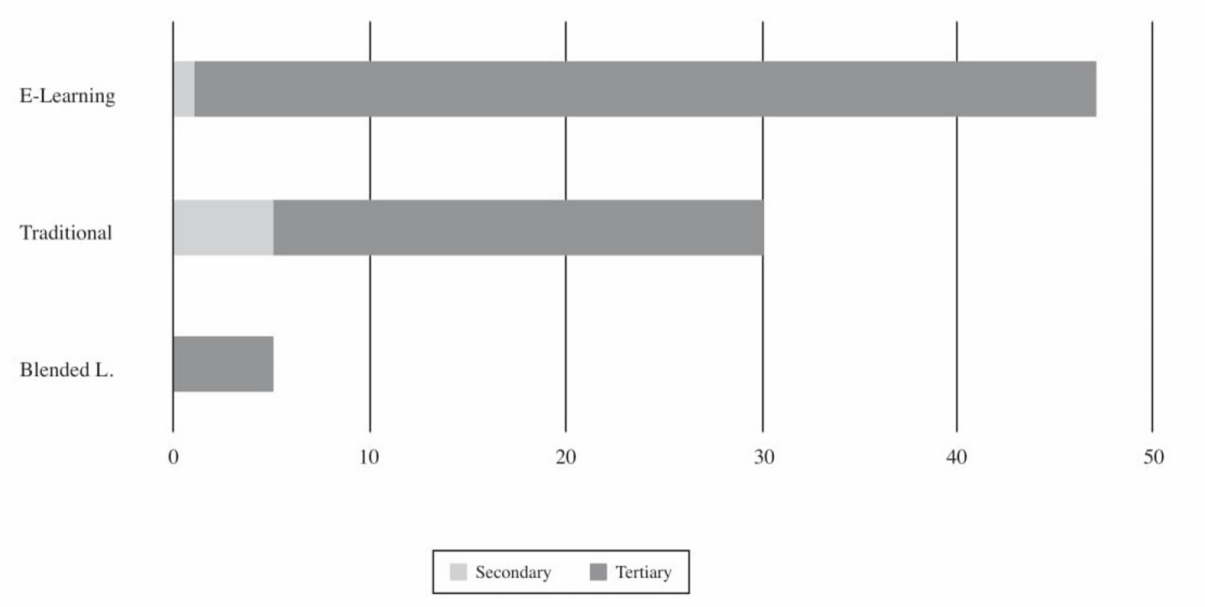 E-Learning
Traditional
Blended L.
0 10 20 30 40 50
Secondary Tertiary